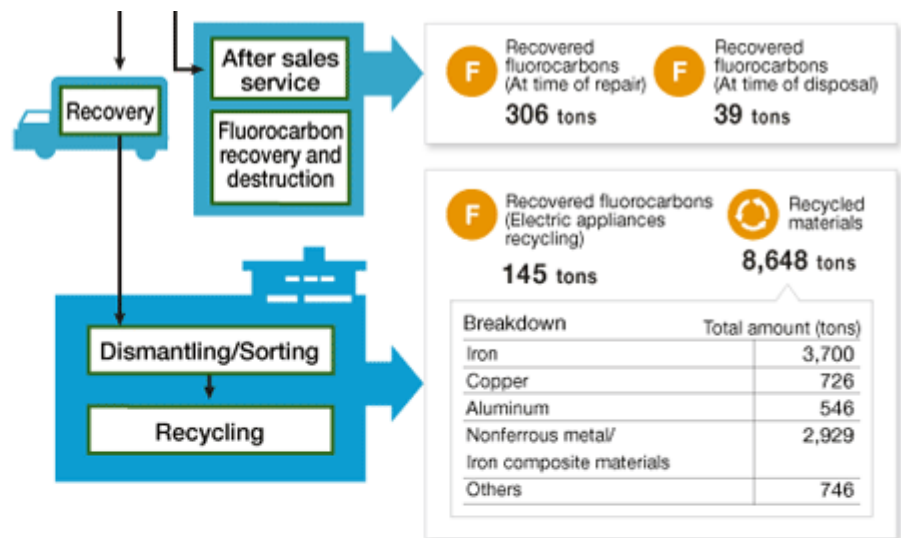 After sales
service
Recovery
Fluorocarbon
recovery and
destruction
F
Recovered
fluorocarbons
(At time of repair)
306 tons
F
Recovered
fluorocarbons
(At time of disposal)
39 tons
F
Recovered fluorocarbons
(Electric appliances
recycling)
145 tons
Recycled
materials
8,648 tons
Dismantling/Sorting
Recycling
Breakdown Total amount (tons)
Iron 3,700
Copper 726
Aluminum 546
Nonferrous metal/ 2,929
Iron composite materials
Others 746